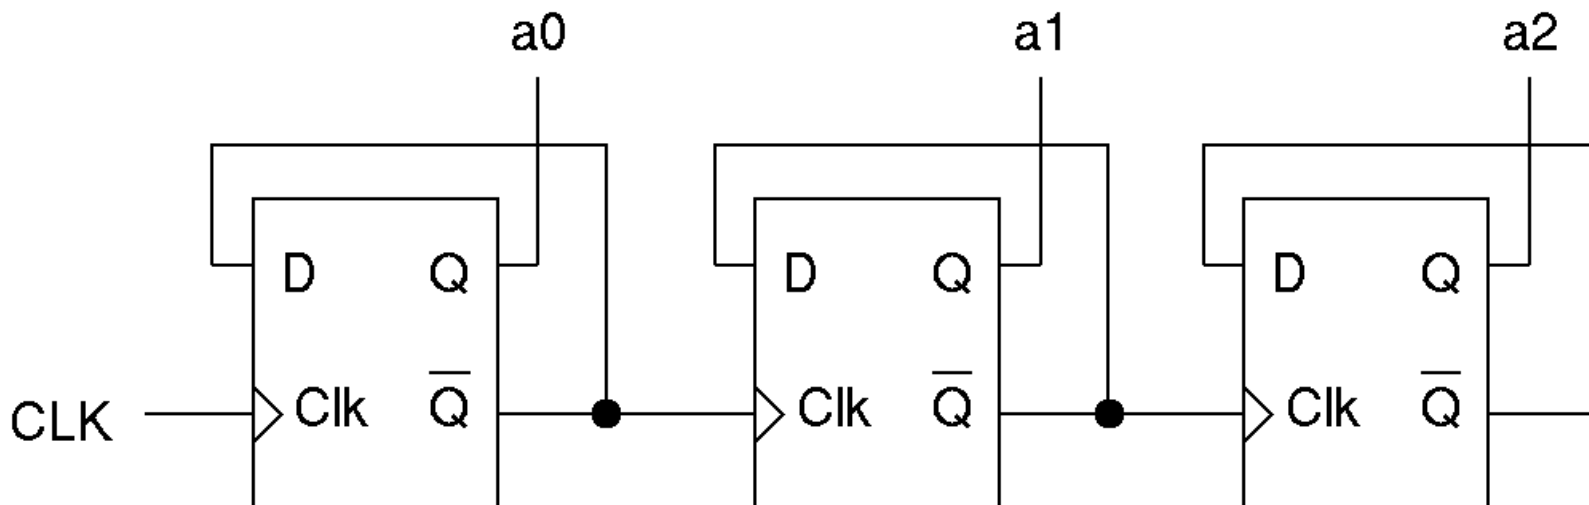 a0 a1 a2
D Q D Q D Q
CLK Clk Q̅ Clk Q̅ Clk Q̅